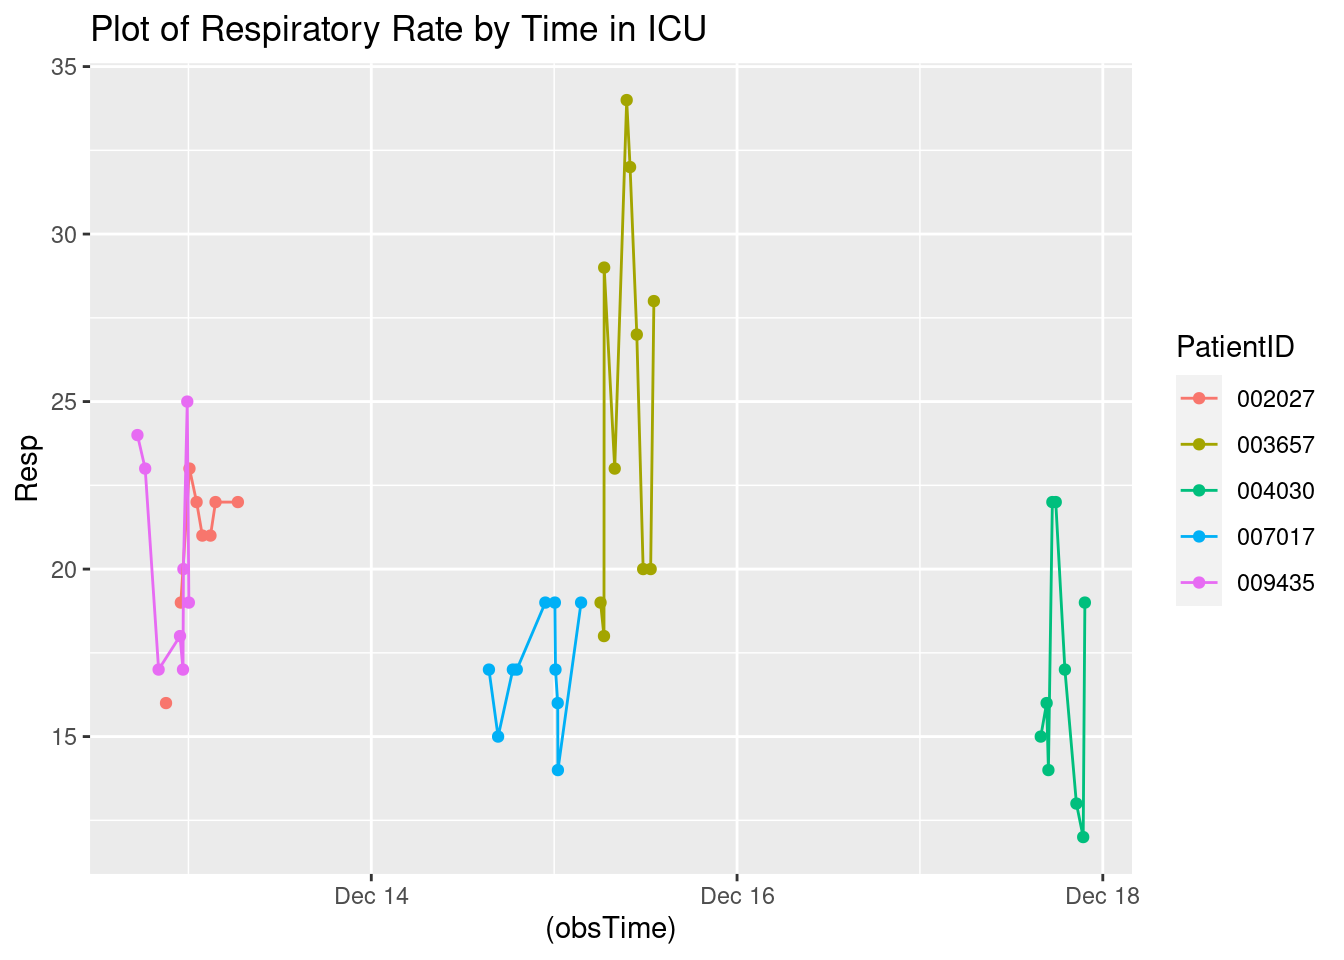 Plot of Respiratory Rate by Time in ICU
35
30
25
20
15
Resp
Dec 14
Dec 16
Dec 18
(obsTime)
PatientID
002027
003657
004030
007017
009435